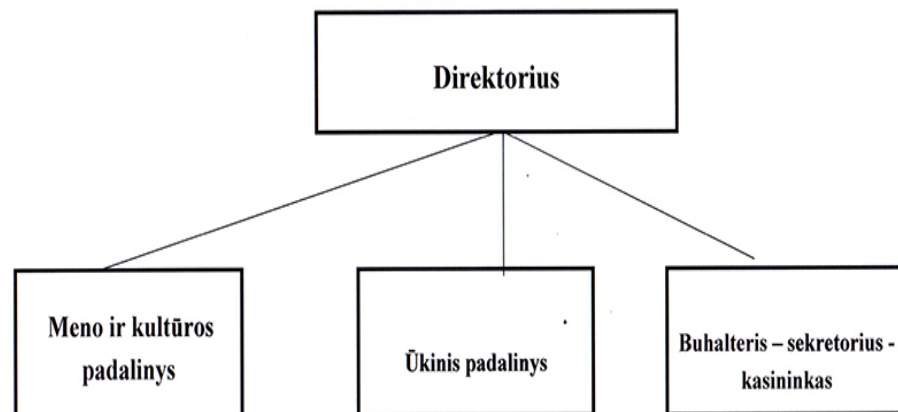 Direktorius
Meno ir kultūros
padalinys
Ūkinis padalinys
Buhalteris – sekretorius -
kasininkas